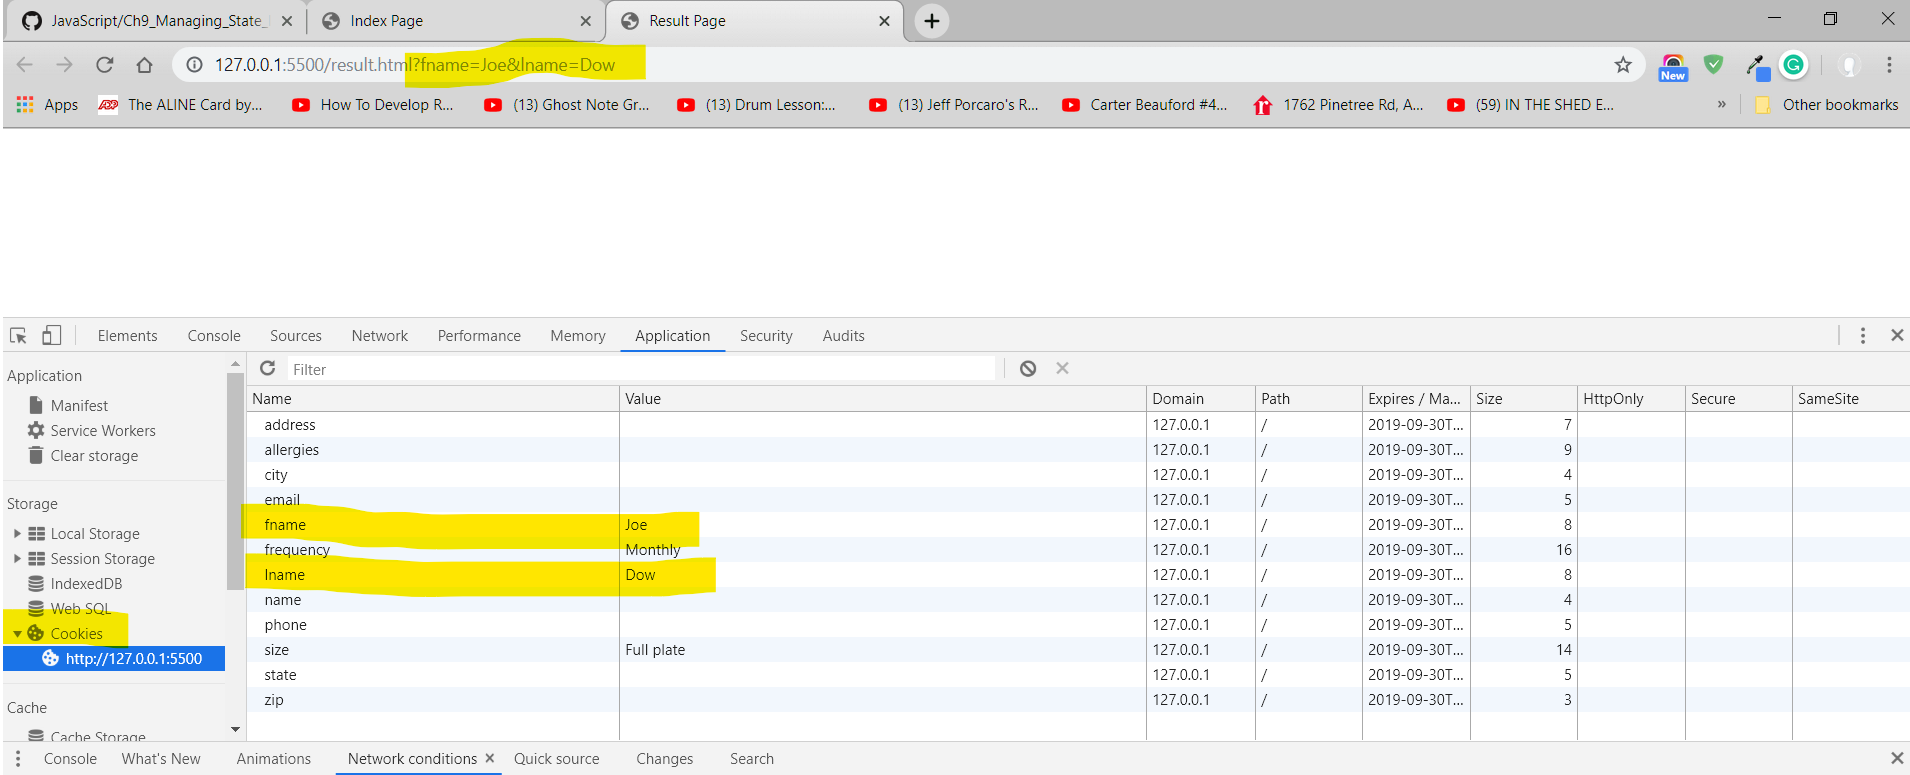 JavaScript/Ch9_Managing_State_ Index Page Result Page
127.0.0.1:5500/result.html?fname=Joe&lname=Dow New
Apps ADP The ALINE Card by... How To Develop R... (13) Ghost Note Gr... (13) Drum Lesson:... (13) Jeff Porcaro's R... Carter Beauford #4... 1762 Pinetree Rd, A... (59) IN THE SHED E... » Other bookmarks
Elements Console Sources Network Performance Memory Application Security Audits
Application
Manifest
Service Workers
Clear storage
Storage
Local Storage
Session Storage
IndexedDB
Web SQL
Cookies
http://127.0.0.1:5500
Cache
Cache Storage
Filter
Name Value Domain Path Expires / Ma... Size HttpOnly Secure SameSite
address 127.0.0.1 / 2019-09-30T... 7
allergies 127.0.0.1 / 2019-09-30T... 9
city 127.0.0.1 / 2019-09-30T... 4
email 127.0.0.1 / 2019-09-30T... 5
fname Joe 127.0.0.1 / 2019-09-30T... 8
frequency Monthly 127.0.0.1 / 2019-09-30T... 16
lname Dow 127.0.0.1 / 2019-09-30T... 8
name 127.0.0.1 / 2019-09-30T... 4
phone 127.0.0.1 / 2019-09-30T... 5
size Full plate 127.0.0.1 / 2019-09-30T... 14
state 127.0.0.1 / 2019-09-30T... 5
zip 127.0.0.1 / 2019-09-30T... 3
Console What's New Animations Network conditions Quick source Changes Search